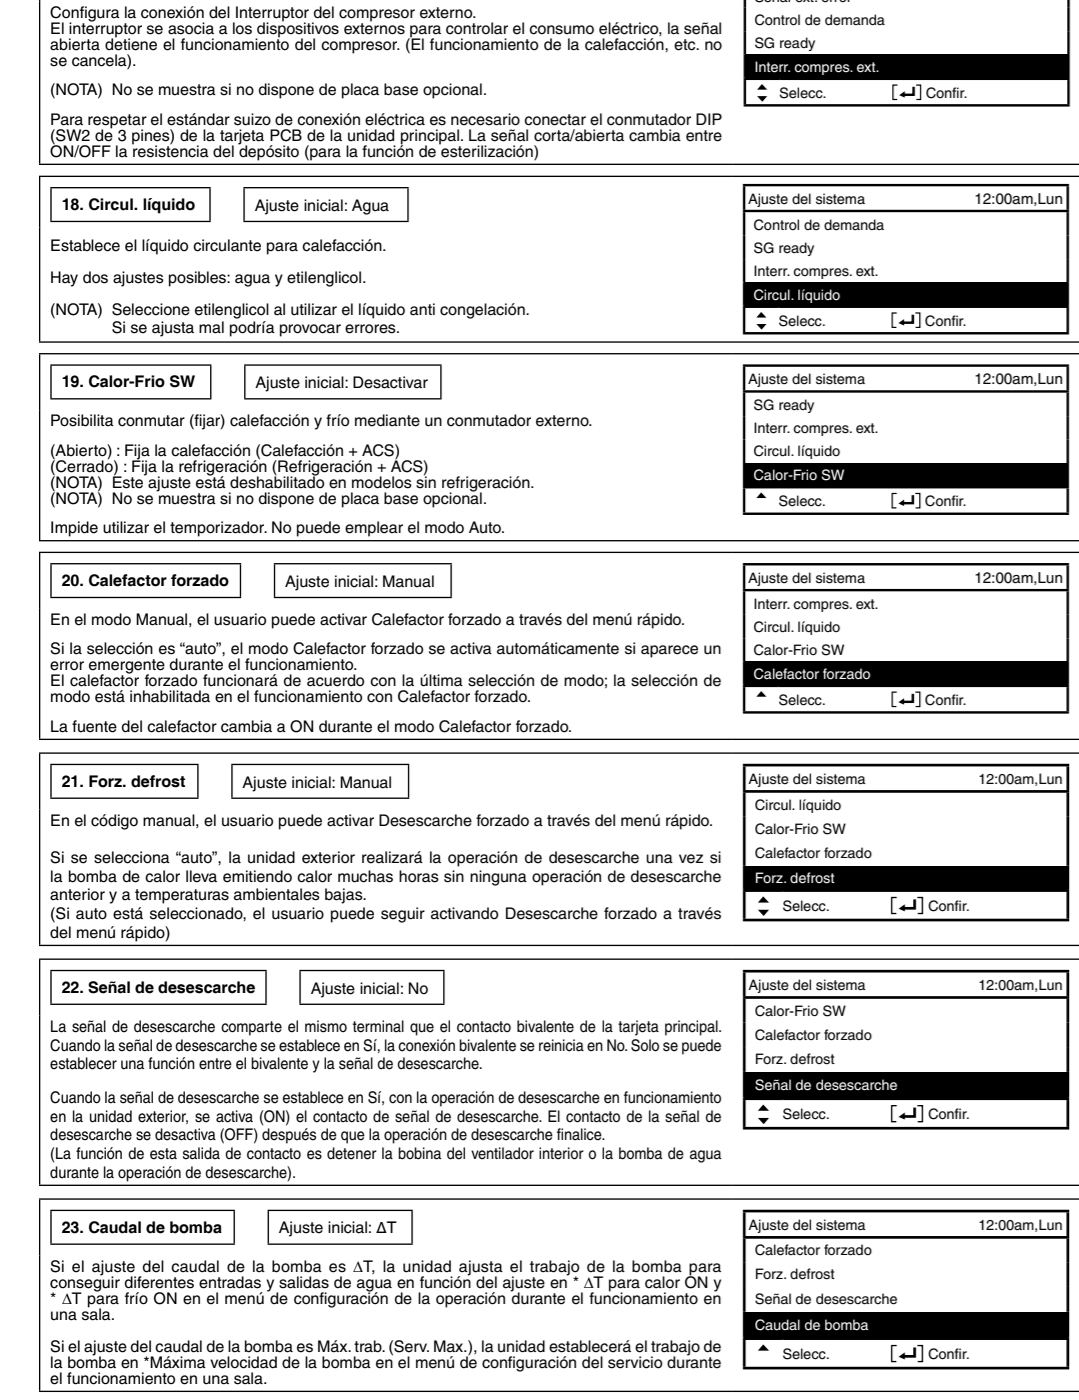 Configura la conexión del Interruptor del compresor externo.
El interruptor se asocia a los dispositivos externos para controlar el consumo eléctrico, la señal
abierta detiene el funcionamiento del compresor. (El funcionamiento de la calefacción, etc. no
se cancela).
(NOTA) No se muestra si no dispone de placa base opcional.
Para respetar el estándar suizo de conexión eléctrica es necesario conectar el conmutador DIP
(SW2 de 3 pines) de la tarjeta PCB de la unidad principal. La señal corta/abierta cambia entre
ON/OFF la resistencia del depósito (para la función de esterilización)
Control de demanda
SG ready
Interr. compres. ext.
Selecc. [↵] Confir.
18. Circul. líquido
Ajuste inicial: Agua
Establece el líquido circulante para calefacción.
Hay dos ajustes posibles: agua y etilenglicol.
(NOTA) Seleccione etilenglicol al utilizar el líquido anti congelación.
Si se ajusta mal podría provocar errores.
Ajuste del sistema 12:00am,Lun
Control de demanda
SG ready
Interr. compres. ext.
Circul. líquido
Selecc. [↵] Confir.
19. Calor-Frio SW
Ajuste inicial: Desactivar
Posibilita conmutar (fijar) calefacción y frío mediante un conmutador externo.
(Abierto) : Fija la calefacción (Calefacción + ACS)
(Cerrado) : Fija la refrigeración (Refrigeración + ACS)
(NOTA) Este ajuste está deshabilitado en modelos sin refrigeración.
(NOTA) No se muestra si no dispone de placa base opcional.
Impide utilizar el temporizador. No puede emplear el modo Auto.
Ajuste del sistema 12:00am,Lun
SG ready
Interr. compres. ext.
Circul. líquido
Calor-Frio SW
Selecc. [↵] Confir.
20. Calefactor forzado
Ajuste inicial: Manual
En el modo Manual, el usuario puede activar Calefactor forzado a través del menú rápido.
Si la selección es “auto”, el modo Calefactor forzado se activa automáticamente si aparece un
error emergente durante el funcionamiento.
El calefactor forzado funcionará de acuerdo con la última selección de modo; la selección de
modo está inhabilitada en el funcionamiento con Calefactor forzado.
La fuente del calefactor cambia a ON durante el modo Calefactor forzado.
Ajuste del sistema 12:00am,Lun
Interr. compres. ext.
Circul. líquido
Calor-Frio SW
Calefactor forzado
Selecc. [↵] Confir.
21. Forz. defrost
Ajuste inicial: Manual
En el código manual, el usuario puede activar Desescarche forzado a través del menú rápido.
Si se selecciona “auto”, la unidad exterior realizará la operación de desescarche una vez si
la bomba de calor lleva emitiendo calor muchas horas sin ninguna operación de desescarche
anterior y a temperaturas ambientales bajas.
(Si auto está seleccionado, el usuario puede seguir activando Desescarche forzado a través
del menú rápido)
Ajuste del sistema 12:00am,Lun
Circul. líquido
Calor-Frio SW
Calefactor forzado
Forz. defrost
Selecc. [↵] Confir.
22. Señal de desescarche
Ajuste inicial: No
La señal de desescarche comparte el mismo terminal que el contacto bivalente de la tarjeta principal.
Cuando la señal de desescarche se establece en Sí, la conexión bivalente se reinicia en No. Solo se puede
establecer una función entre el bivalente y la señal de desescarche.
Cuando la señal de desescarche se establece en Sí, con la operación de desescarche en funcionamiento
en la unidad exterior, se activa (ON) el contacto de señal de desescarche. El contacto de la señal de
desescarche se desactiva (OFF) después de que la operación de desescarche finalice.
(La función de esta salida de contacto es detener la bobina del ventilador interior o la bomba de agua
durante la operación de desescarche).
Ajuste del sistema 12:00am,Lun
Calor-Frio SW
Calefactor forzado
Forz. defrost
Señal de desescarche
Selecc. [↵] Confir.
23. Caudal de bomba
Ajuste inicial: ΔT
Si el ajuste del caudal de la bomba es ΔT, la unidad ajusta el trabajo de la bomba para
conseguir diferentes entradas y salidas de agua en función del ajuste en * ΔT para calor ON y
* ΔT para frío ON en el menú de configuración de la operación durante el funcionamiento en
una sala.
Si el ajuste del caudal de la bomba es Máx. trab. (Serv. Max.), la unidad establecerá el trabajo de
la bomba en *Máxima velocidad de la bomba en el menú de configuración del servicio durante
el funcionamiento en una sala.
Ajuste del sistema 12:00am,Lun
Calefactor forzado
Forz. defrost
Señal de desescarche
Caudal de bomba
Selecc. [↵] Confir.